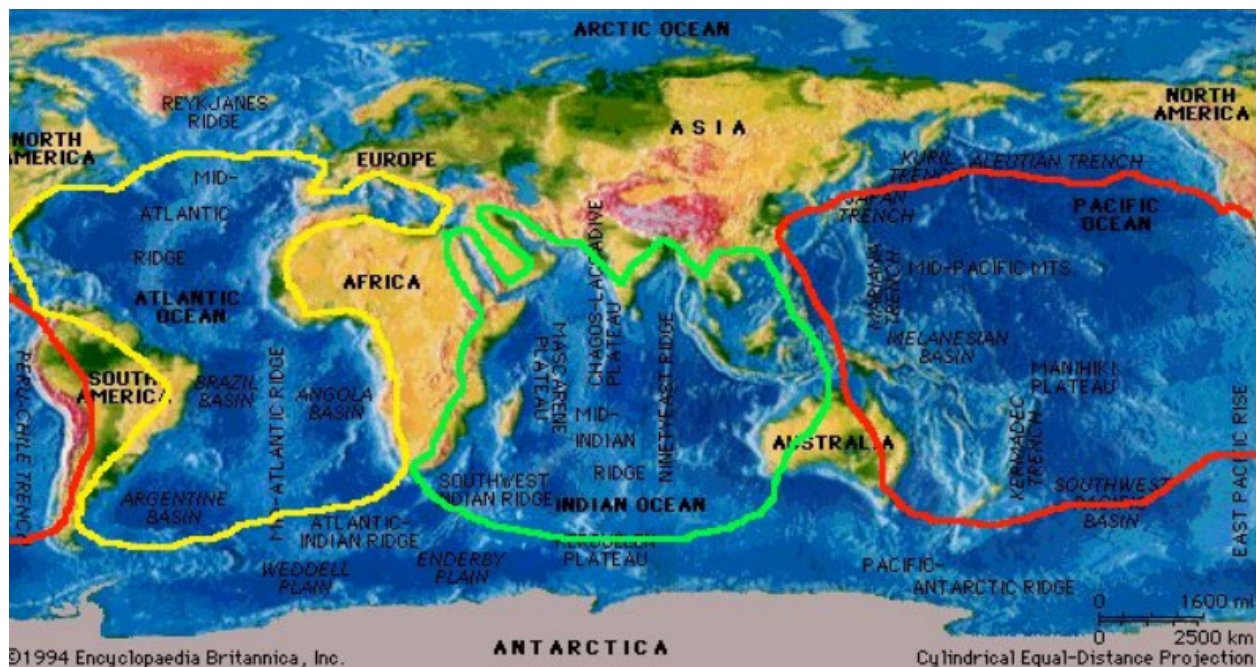 ARCTIC OCEAN
REYKJANES
RIDGE
NORTH
AMERICA
NORTH
AMERICA
ASIA
EUROPE
KURIL
TRENCH
ALEUTIAN TRENCH
MID-
ATLANTIC
RIDGE
JAPAN
TRENCH
PACIFIC
OCEAN
AFRICA
ATLANTIC
OCEAN
CHAGOS-LACCADIVE
PLATEAU
MARIANA
TRENCH
MID-PACIFIC MTS.
MELANESIAN
BASIN
MASCARENE
PLATEAU
NINETYEAST RIDGE
MANIHIKI
PLATEAU
PERU-CHILE TRENCH
SOUTH
AMERICA
BRAZIL
BASIN
MID-ATLANTIC RIDGE
ANGOLA
BASIN
MID-
INDIAN
RIDGE
AUSTRALIA
KERMADEC
TRENCH
EAST PACIFIC RISE
ARGENTINE
BASIN
SOUTHWEST
INDIAN RIDGE
INDIAN OCEAN
SOUTHWEST
PACIFIC
BASIN
ATLANTIC-
INDIAN RIDGE
KERGUELEN
PLATEAU
WEDDELL
PLAIN
ENDERBY
PLAIN
PACIFIC-
ANTARCTIC RIDGE
0 1600 mi
0 2500 km
ANTARCTICA
©1994 Encyclopaedia Britannica, Inc.
Cylindrical Equal-Distance Projection